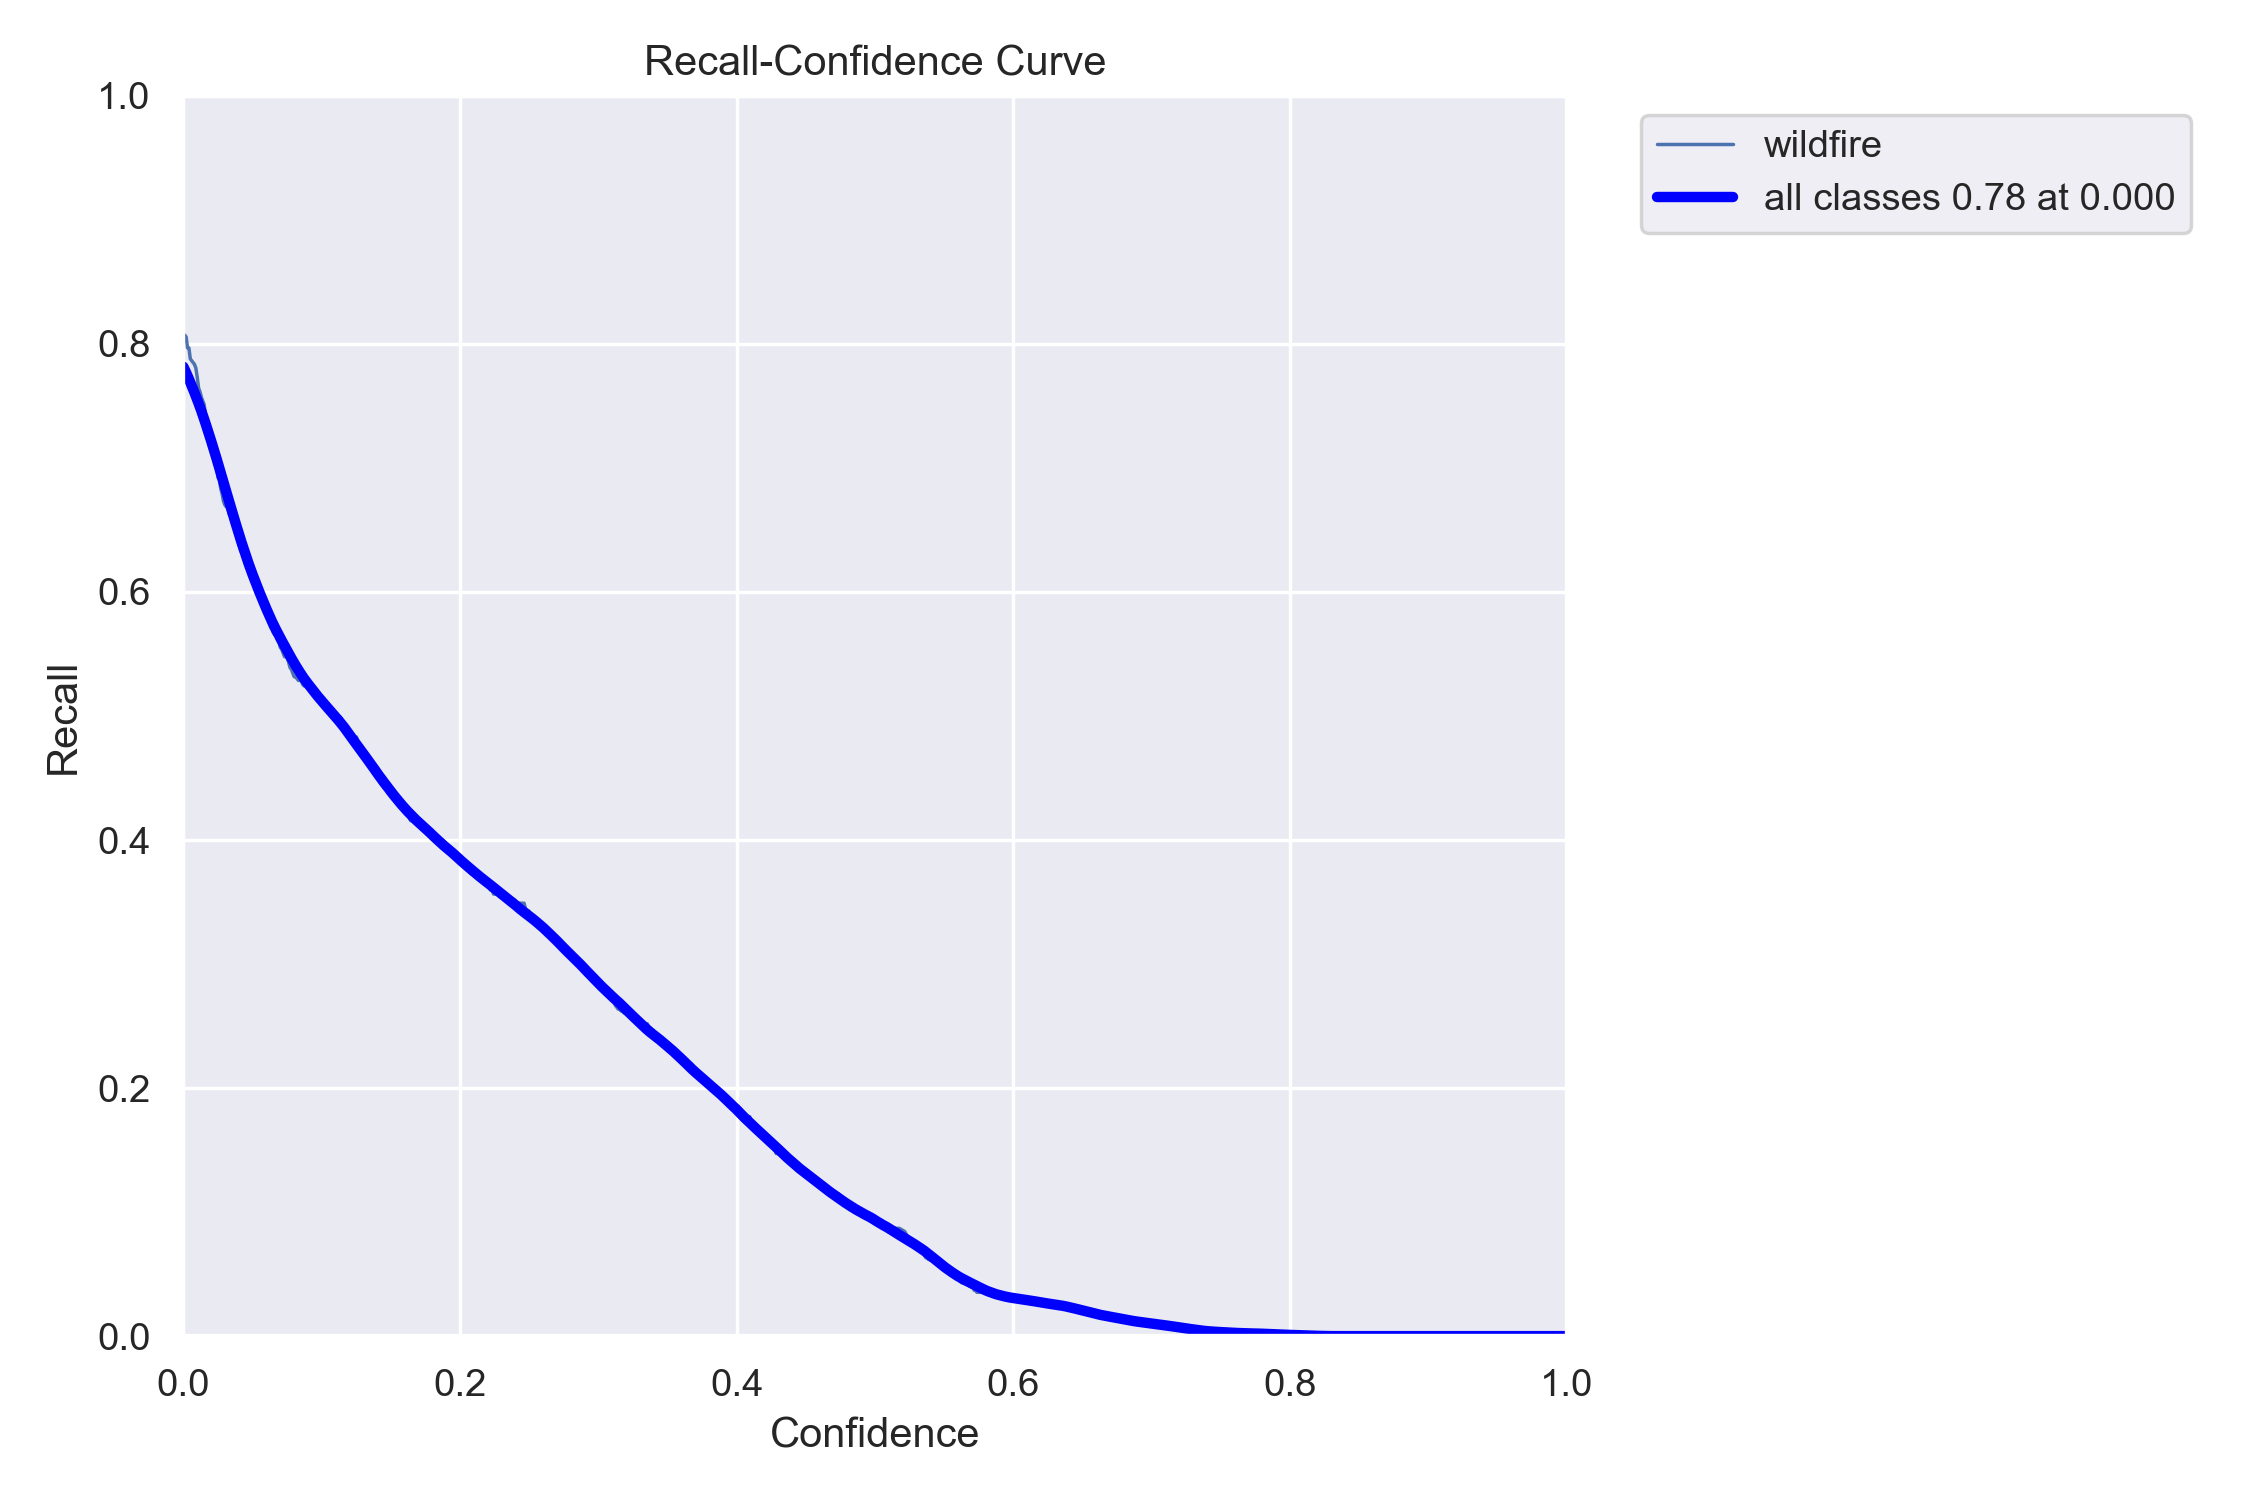 Recall-Confidence Curve
1.0
0.8
0.6
0.4
0.2
0.0
Recall
0.0 0.2 0.4 0.6 0.8 1.0
Confidence
wildfire
all classes 0.78 at 0.000